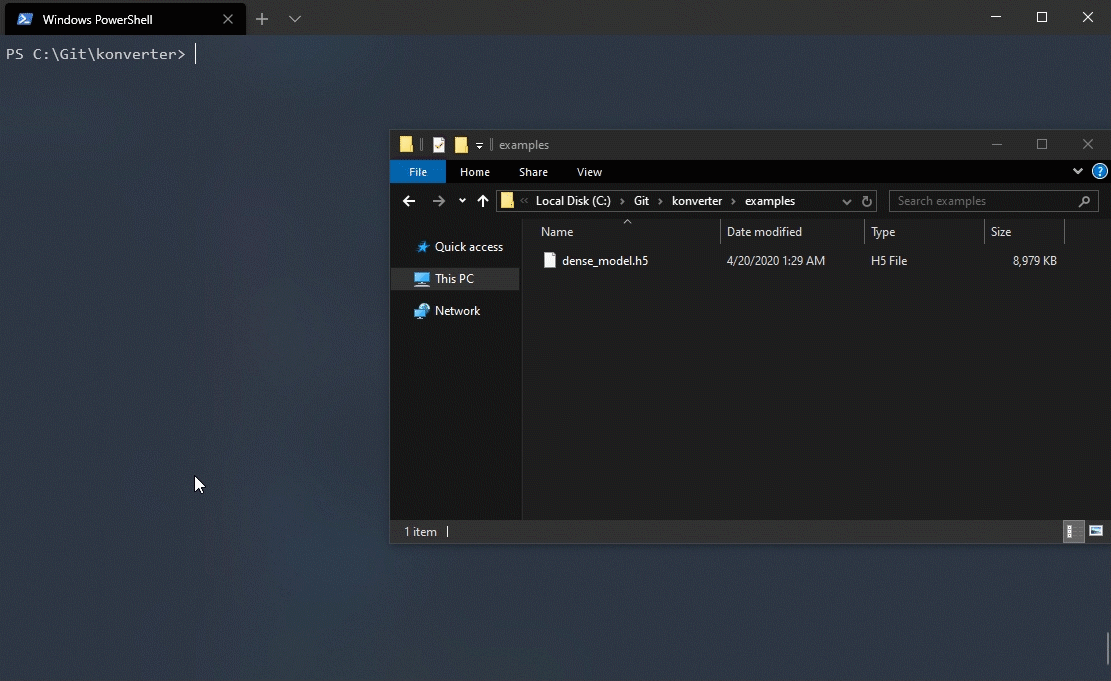 Windows PowerShell
PS C:\Git\konverter>
examples
File Home Share View
Local Disk (C:) Git konverter examples
Search examples
Name Date modified Type Size
Quick access
dense_model.h5 4/20/2020 1:29 AM H5 File 8,979 KB
This PC
Network
1 item